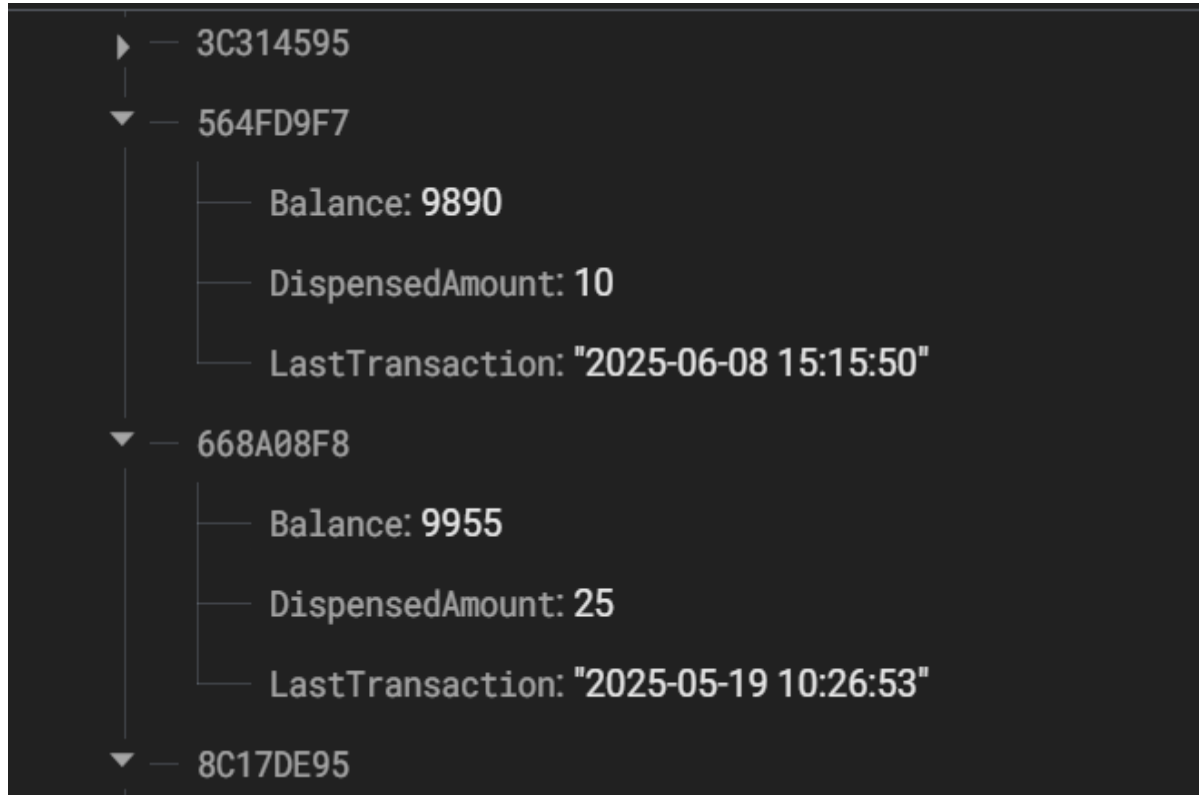 3C314595
564FD9F7
Balance: 9890
DispensedAmount: 10
LastTransaction: "2025-06-08 15:15:50"
668A08F8
Balance: 9955
DispensedAmount: 25
LastTransaction: "2025-05-19 10:26:53"
8C17DE95